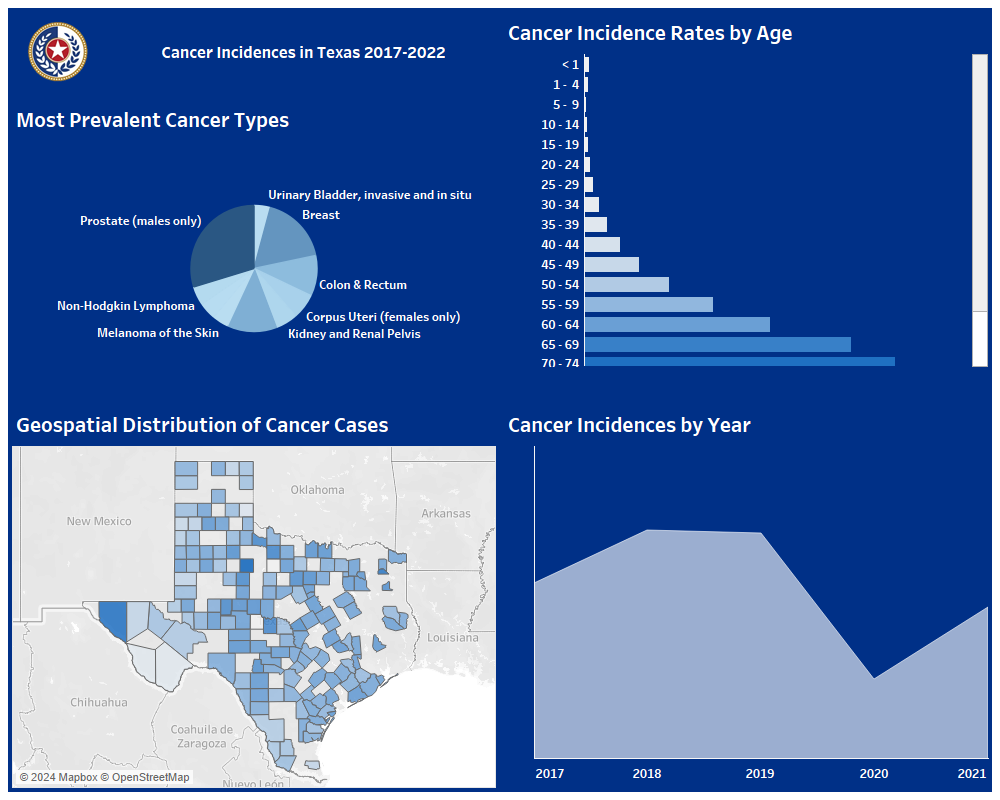 Cancer Incidences in Texas 2017-2022
Most Prevalent Cancer Types
Urinary Bladder, invasive and in situ
Breast
Prostate (males only)
Colon & Rectum
Non-Hodgkin Lymphoma
Corpus Uteri (females only)
Melanoma of the Skin
Kidney and Renal Pelvis
Cancer Incidence Rates by Age
< 1
1 - 4
5 - 9
10 - 14
15 - 19
20 - 24
25 - 29
30 - 34
35 - 39
40 - 44
45 - 49
50 - 54
55 - 59
60 - 64
65 - 69
70 - 74
Geospatial Distribution of Cancer Cases
Oklahoma
New Mexico
Arkansas
Louisiana
Chihuahua
Coahuila de
Zaragoza
Nuevo León
© 2024 Mapbox © OpenStreetMap
Cancer Incidences by Year
2017
2018
2019
2020
2021